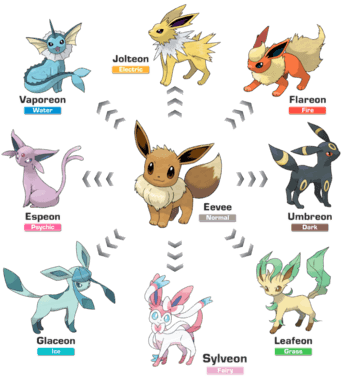 Jolteon
Electric
Vaporeon
Water
Flareon
Fire
Espeon
Psychic
Eevee
Normal
Umbreon
Dark
Glaceon
Ice
Sylveon
Fairy
Leafeon
Grass